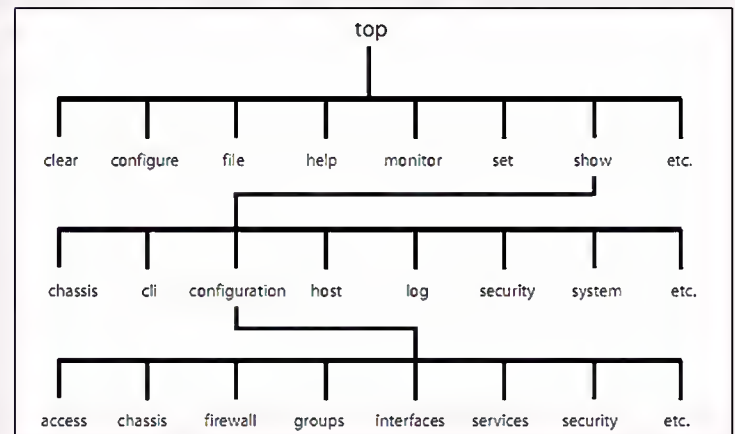 top
clear configure file help monitor set show etc.
chassis cli configuration host log security system etc.
access chassis firewall groups interfaces services security etc.